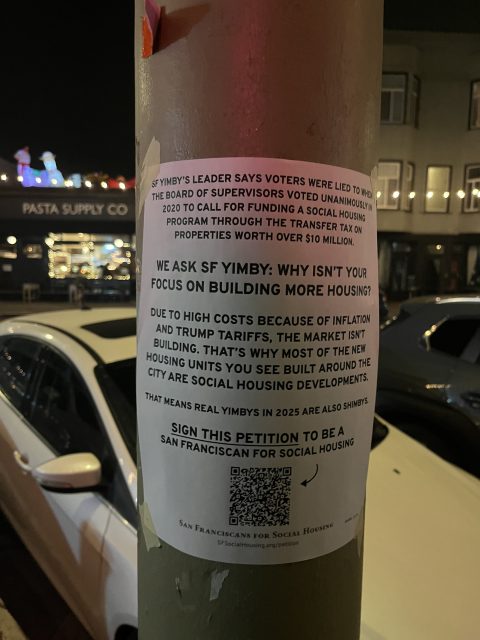 PASTA SUPPLY CO
SF YIMBY'S LEADER SAYS VOTERS WERE LIED TO WHEN
THE BOARD OF SUPERVISORS VOTED UNANIMOUSLY IN
2020 TO CALL FOR FUNDING A SOCIAL HOUSING
PROGRAM THROUGH THE TRANSFER TAX ON
PROPERTIES WORTH OVER $10 MILLION.
WE ASK SF YIMBY: WHY ISN'T YOUR
FOCUS ON BUILDING MORE HOUSING?
DUE TO HIGH COSTS BECAUSE OF INFLATION
AND TRUMP TARIFFS, THE MARKET ISN'T
BUILDING. THAT'S WHY MOST OF THE NEW
HOUSING UNITS YOU SEE BUILT AROUND THE
CITY ARE SOCIAL HOUSING DEVELOPMENTS.
THAT MEANS REAL YIMBYS IN 2025 ARE ALSO SHIMBYS.
SIGN THIS PETITION TO BE A
SAN FRANCISCAN FOR SOCIAL HOUSING
SAN FRANCISCANS FOR SOCIAL HOUSING
SFSocialHousing.org/petition